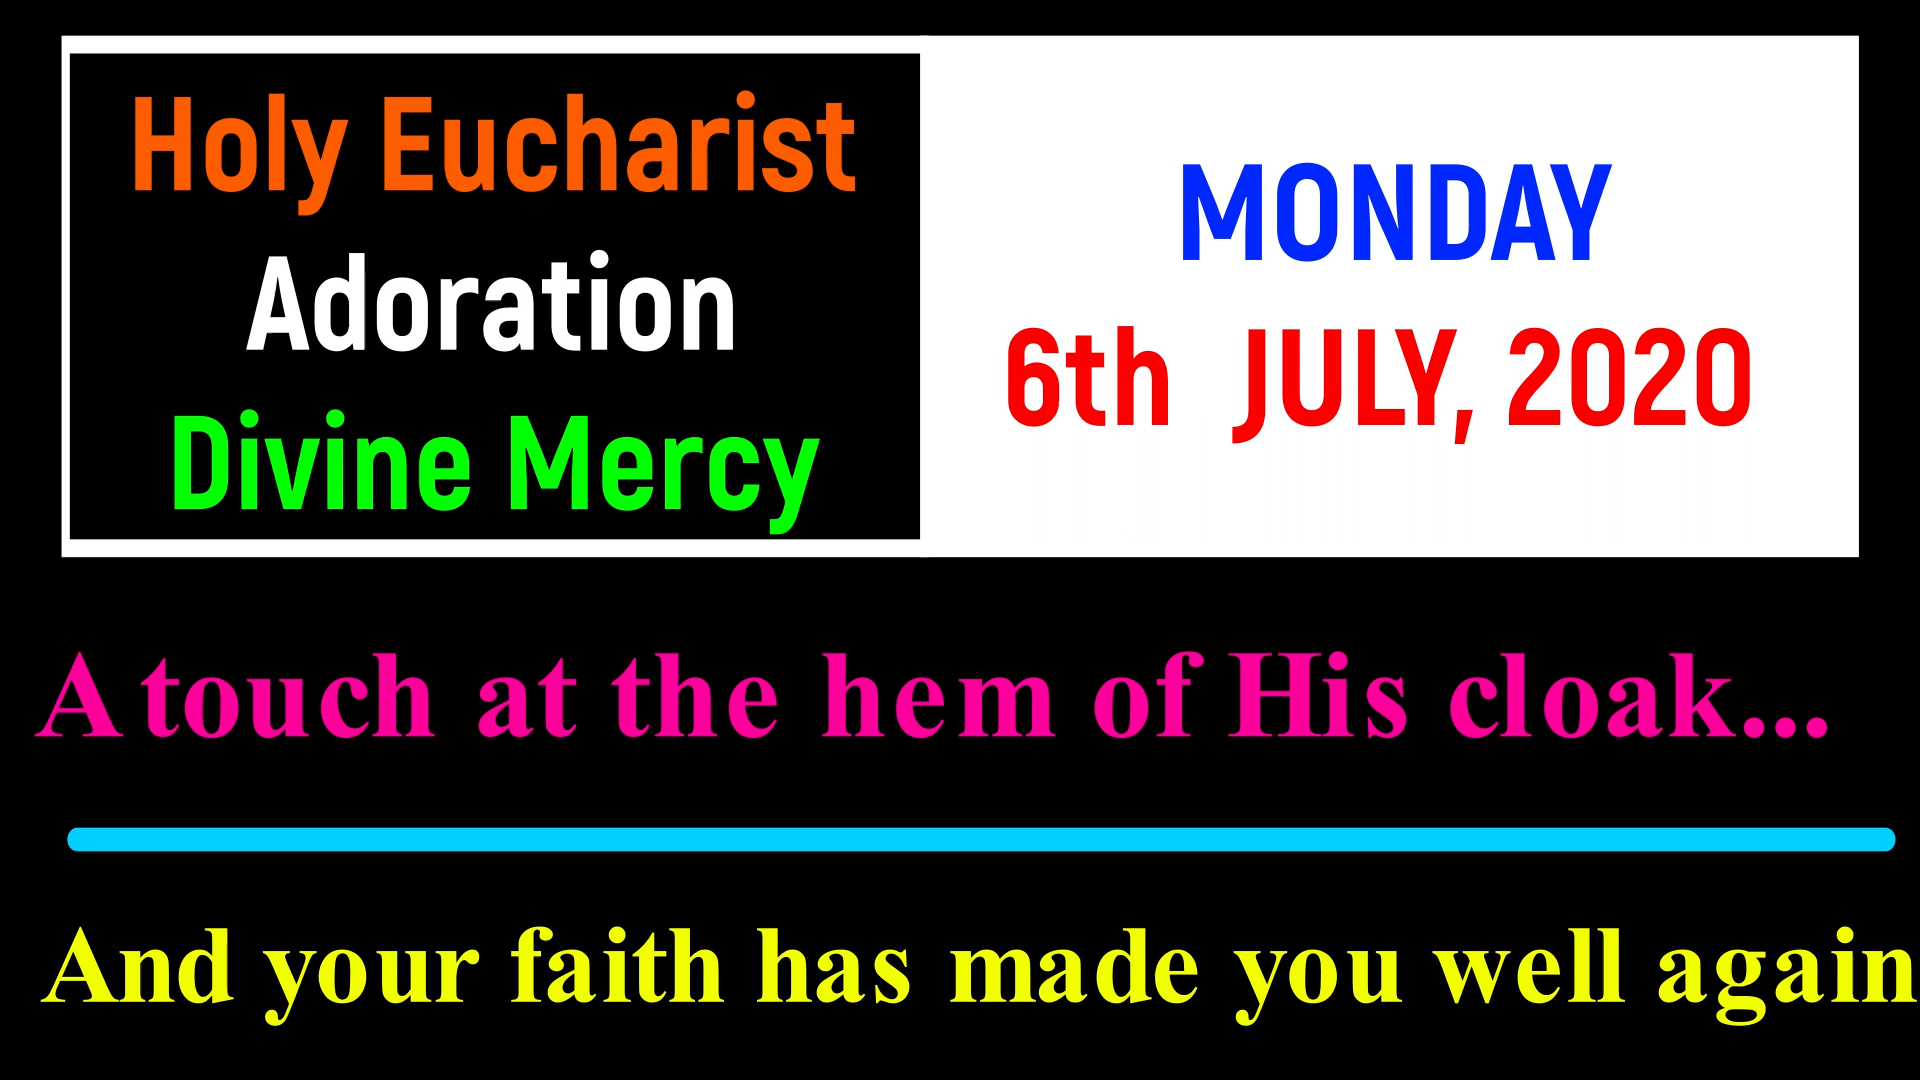 Holy Eucharist
Adoration
Divine Mercy
MONDAY
6th JULY, 2020
A touch at the hem of His cloak...
And your faith has made you well again